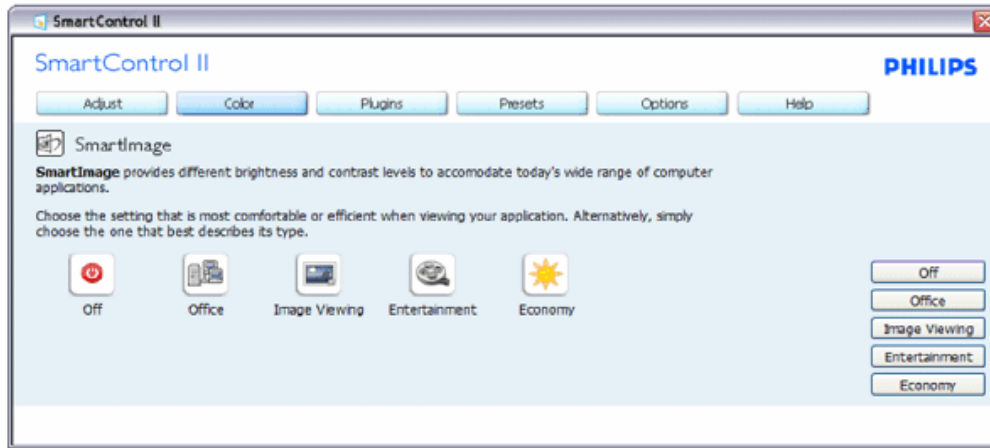 SmartControl II
SmartControl II
PHILIPS
Adjust Color Plugins Presets Options Help
SmartImage
SmartImage provides different brightness and contrast levels to accomodate today's wide range of computer
applications.
Choose the setting that is most comfortable or efficient when viewing your application. Alternatively, simply
choose the one that best describes its type.
Off Office Image Viewing Entertainment Economy
Off
Office
Image Viewing
Entertainment
Economy